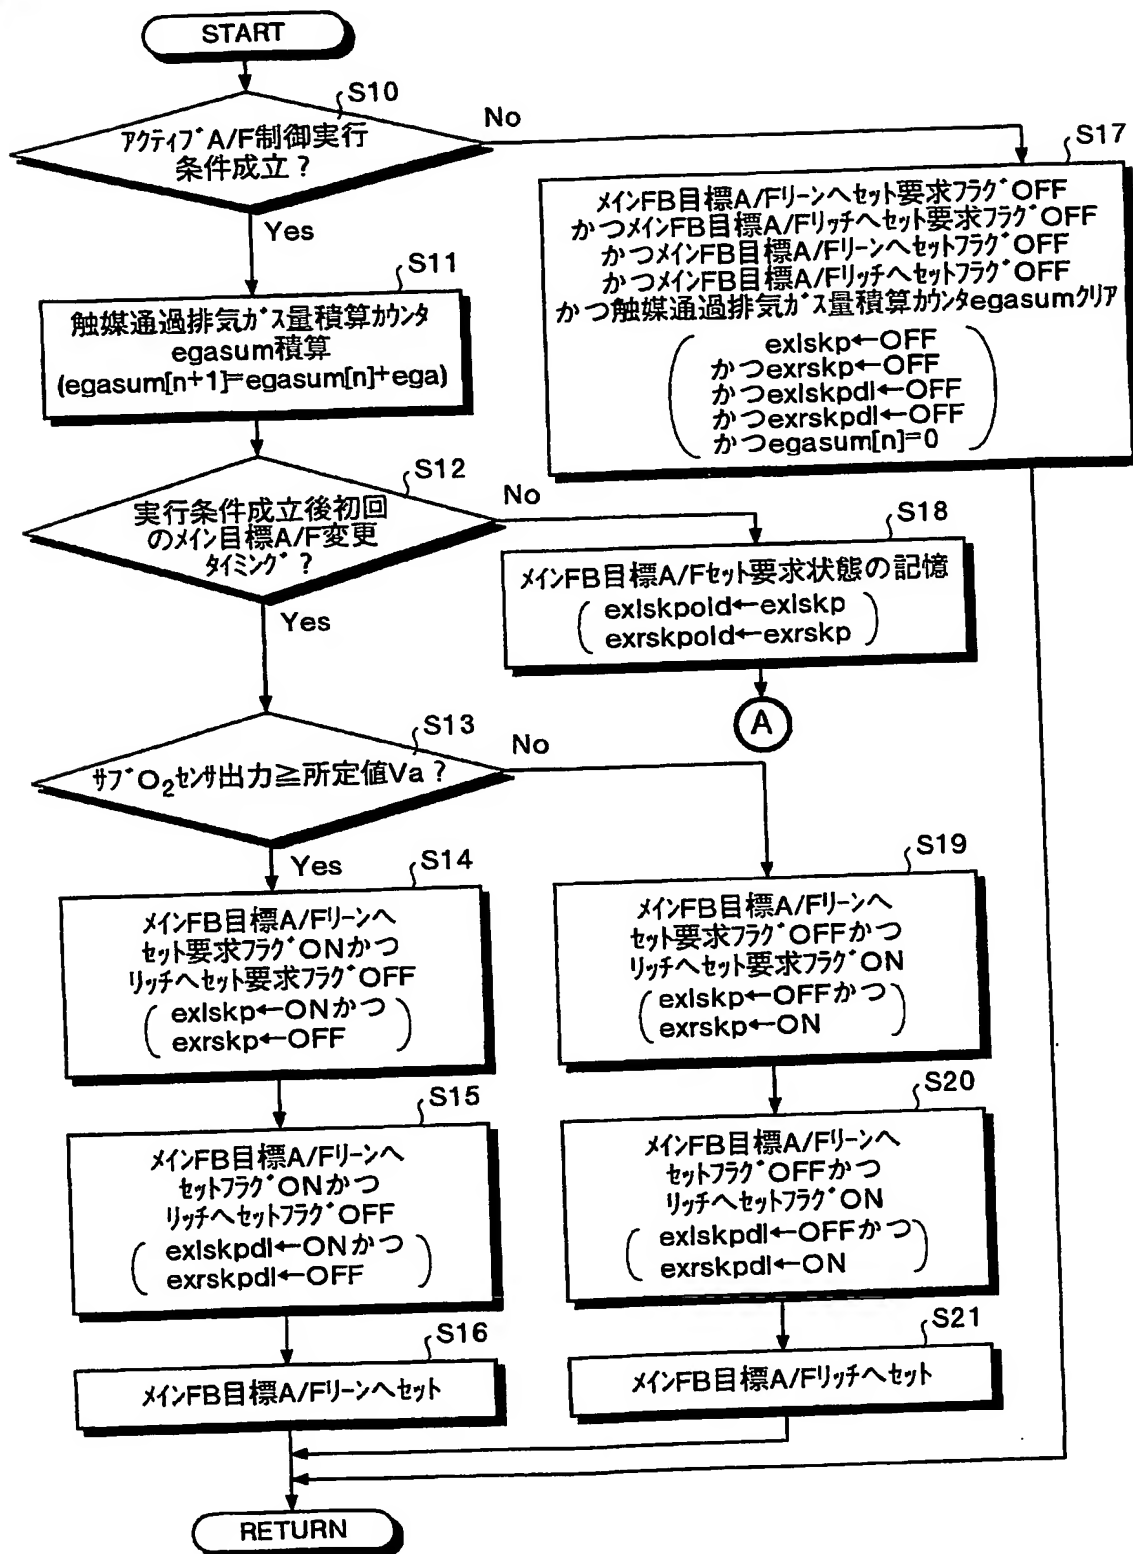 START
S10
アクティブA/F制御実行
条件成立?
No
Yes
S17
メインFB目標A/FリーンへセットŠ要求フラグOFF
かつメインFB目標A/Fリッチへセット要求フラグOFF
かつメインFB目標A/FリーンへセットフラグOFF
かつメインFB目標A/FリッチへセットフラグOFF
かつ触媒通過排気ガス量積算カウンタegasumクリア
exlskp←OFF
かつexrskp←OFF
かつexlskpdl←OFF
かつexrskpdl←OFF
かつegasum[n]=0
S11
触媒通過排気ガス量積算カウンタ
egasum積算
(egasum[n+1]=egasum[n]+ega)
S12
実行条件成立後初回
のメイン目標A/F変更
タイミング?
No
Yes
S18
メインFB目標A/Fセット要求状態の記憶
exlskpold←exlskp
exrskpold←exrskp
A
S13
サブO₂センサ出力≧所定値Va?
No
Yes
S14
メインFB目標A/Fリーンへ
セット要求フラグONかつ
リッチへセット要求フラグOFF
exlskp←ONかつ
exrskp←OFF
S19
メインFB目標A/Fリーンへ
セット要求フラグOFFかつ
リッチへセット要求フラグON
exlskp←OFFかつ
exrskp←ON
S15
メインFB目標A/Fリーンへ
セットフラグONかつ
リッチへセットフラグOFF
exlskpdl←ONかつ
exrskpdl←OFF
S20
メインFB目標A/Fリーンへ
セットフラグOFFかつ
リッチへセットフラグON
exlskpdl←OFFかつ
exrskpdl←ON
S16
メインFB目標A/Fリーンへセット
S21
メインFB目標A/Fリッチへセット
RETURN